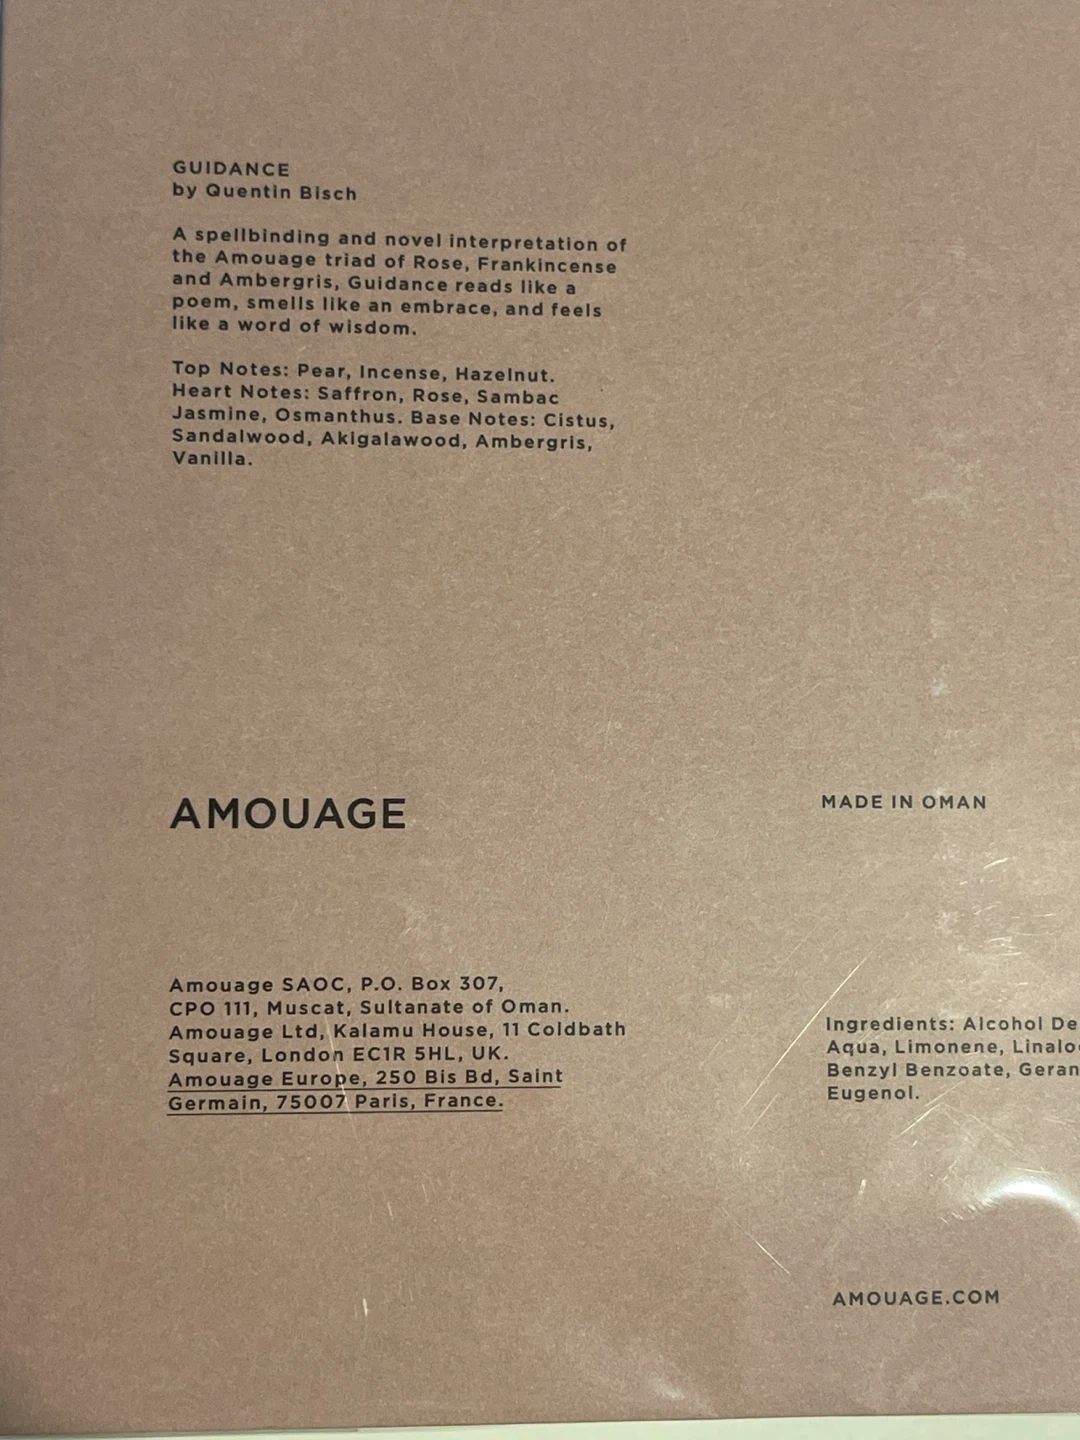 GUIDANCE
by Quentin Bisch
A spellbinding and novel interpretation of
the Amouage triad of Rose, Frankincense
and Ambergris, Guidance reads like a
poem, smells like an embrace, and feels
like a word of wisdom.
Top Notes: Pear, Incense, Hazelnut.
Heart Notes: Saffron, Rose, Sambac
Jasmine, Osmanthus. Base Notes: Cistus,
Sandalwood, Akigalawood, Ambergris,
Vanilla.
AMOUAGE
MADE IN OMAN
Amouage SAOC, P.O. Box 307,
CPO 111, Muscat, Sultanate of Oman.
Amouage Ltd, Kalamu House, 11 Coldbath
Square, London EC1R 5HL, UK.
Amouage Europe, 250 Bis Bd, Saint
Germain, 75007 Paris, France.
Ingredients: Alcohol
Aqua, Limonene,
Benzyl Benzoate,
Eugenol.
AMOUAGE.COM